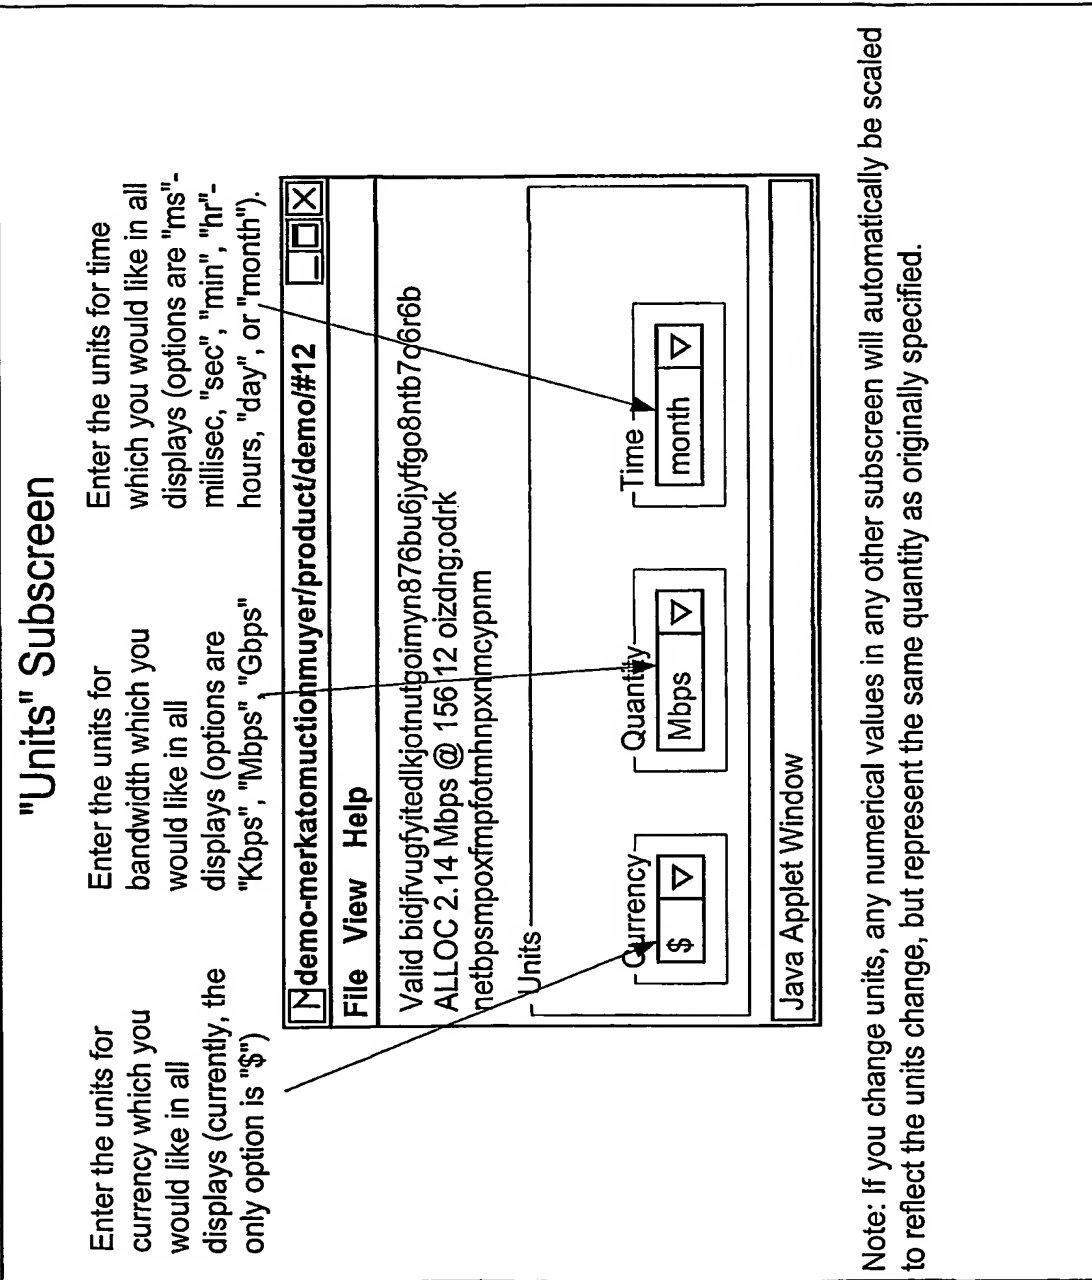 "Units" Subscreen
Enter the units for
currency which you
would like in all
displays (currently, the
only option is "$")
Enter the units for
bandwidth which you
would like in all
displays (options are
"Kbps", "Mbps", "Gbps"
Enter the units for time
which you would like in all
displays (options are "ms"-
millisec, "sec", "min", "hr"-
hours, "day", or "month").
demo-merkatomuctionmuyer/product/demo/#12
File View Help
Valid bidjfvugfyitedlkjotnutgoimyn876bu6jytfgo8ntb7o6r6b
ALLOC 2.14 Mbps @ 156 12 oizdng;odrk
netbpsmpoxfmpfotmhnpxnmcypnm
Units
Currency
$
Quantity
Mbps
Time
month
Java Applet Window
Note: If you change units, any numerical values in any other subscreen will automatically be scaled
to reflect the units change, but represent the same quantity as originally specified.